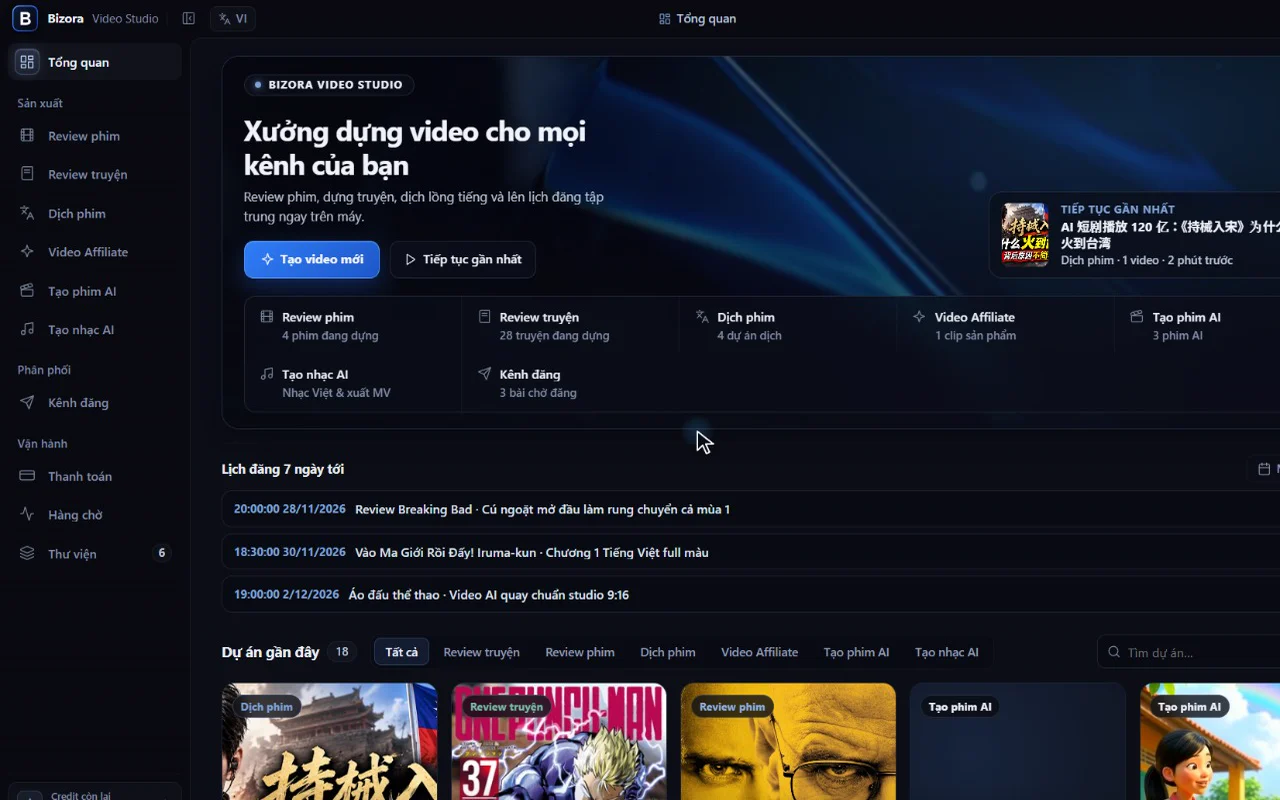 Bizora Video Studio
VI
Tổng quan
Tổng quan
Sản xuất
Review phim
Review truyện
Dịch phim
Video Affiliate
Tạo phim AI
Tạo nhạc AI
Phân phối
Kênh đăng
Vận hành
Thanh toán
Hàng chờ
Thư viện 6
Credit còn lại
BIZORA VIDEO STUDIO
Xưởng dựng video cho mọi
kênh của bạn
Review phim, dựng truyện, dịch lồng tiếng và lên lịch đăng tập
trung ngay trên máy.
Tạo video mới
Tiếp tục gần nhất
TIẾP TỤC GẦN NHẤT
AI 短剧播放 120 亿：《持械入宋》为什么
火到台湾
Dịch phim · 1 video · 2 phút trước
Review phim
4 phim đang dựng
Review truyện
28 truyện đang dựng
Dịch phim
4 dự án dịch
Video Affiliate
1 clip sản phẩm
Tạo phim AI
3 phim AI
Tạo nhạc AI
Nhạc Việt & xuất MV
Kênh đăng
3 bài chờ đăng
Lịch đăng 7 ngày tới
20:00:00 28/11/2026 Review Breaking Bad · Cú ngoặt mở đầu làm rung chuyển cả mùa 1
18:30:00 30/11/2026 Vào Ma Giới Rồi Đấy! Iruma-kun · Chương 1 Tiếng Việt full màu
19:00:00 2/12/2026 Áo đấu thể thao · Video AI quay chuẩn studio 9:16
Dự án gần đây 18
Tất cả
Review truyện
Review phim
Dịch phim
Video Affiliate
Tạo phim AI
Tạo nhạc AI
Tìm dự án...
Dịch phim
持械入
Review truyện
ONE PUNCH MAN
37
Review phim
Tạo phim AI
Tạo phim AI